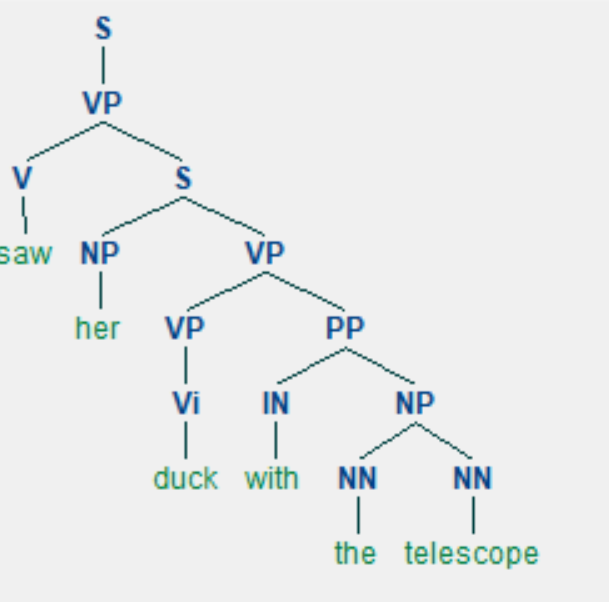 S
VP
V S
saw NP VP
her VP PP
Vi IN NP
duck with NN NN
the telescope